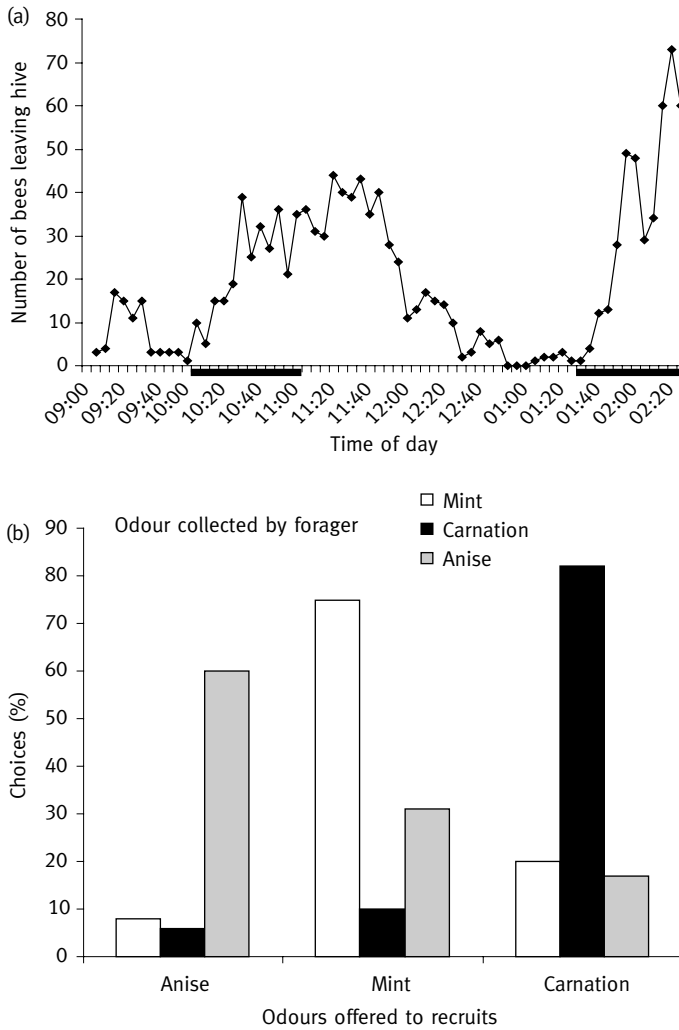 (a)
80
70
60
50
40
30
20
10
0
Number of bees leaving hive
09:00
09:20
09:40
10:00
10:20
10:40
11:00
11:20
11:40
12:00
12:20
12:40
01:00
01:20
01:40
02:00
02:20
Time of day
(b)
Odour collected by forager
Mint
Carnation
Anise
90
80
70
60
50
40
30
20
10
0
Choices (%)
Anise
Mint
Carnation
Odours offered to recruits